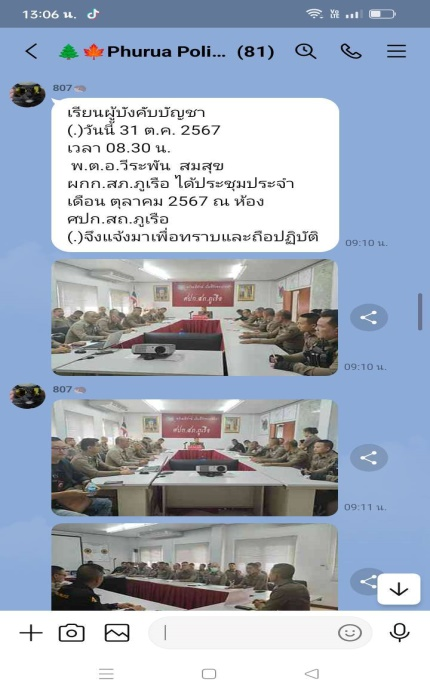 13:06 น.
Phurua Poli... (81)
807
เรียนผู้บังคับบัญชา
(.)วันนี้ 31 ต.ค. 2567
เวลา 08.30 น.
พ.ต.อ.วีระพัน สมสุข
ผกก.สภ.ภูเรือ ได้ประชุมประจำ
เดือน ตุลาคม 2567 ณ ห้อง
ศปก.สถ.ภูเรือ
(.)จึงแจ้งมาเพื่อทราบและถือปฏิบัติ
09:10 น.
ศปก.สภ.ภูเรือ
09:10 น.
807
ศปก.สภ.ภูเรือ
09:11 น.